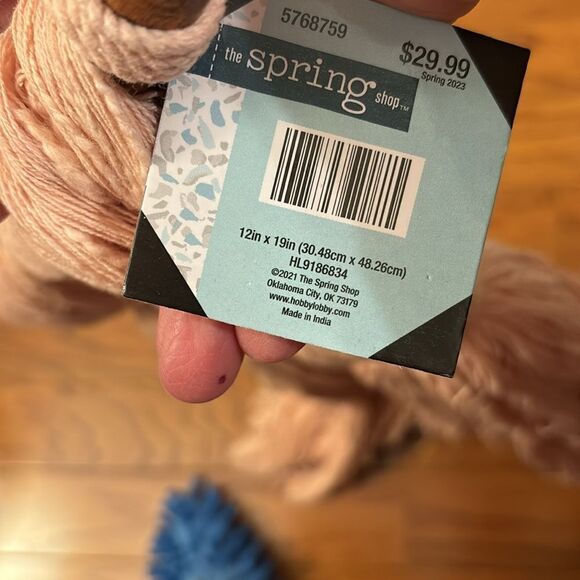 5768759
$29.99
Spring 2023
the spring shop™
12in x 19in (30.48cm x 48.26cm)
HL9186834
©2021 The Spring Shop
Oklahoma City, OK 73179
www.hobbylobby.com
Made in India